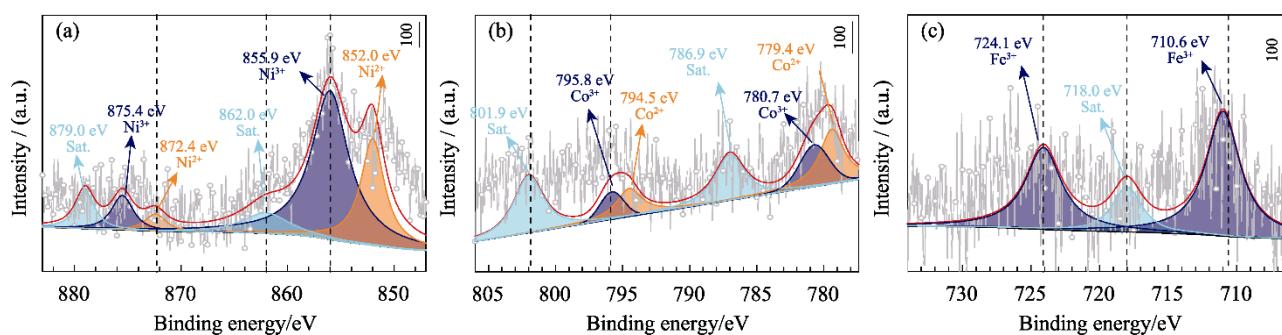 (a)
100
855.9 eV
Ni3+
852.0 eV
Ni2+
875.4 eV
Ni3+
862.0 eV
Sat.
879.0 eV
Sat.
872.4 eV
Ni2+
Intensity / (a.u.)
880
870
860
850
Binding energy/eV
(b)
100
786.9 eV
Sat.
779.4 eV
Co2+
795.8 eV
Co3+
794.5 eV
Co2+
780.7 eV
Co3+
801.9 eV
Sat.
Intensity / (a.u.)
805
800
795
790
785
780
Binding energy/eV
(c)
100
724.1 eV
Fe3+
710.6 eV
Fe3+
718.0 eV
Sat.
Intensity / (a.u.)
730
720
710
Binding energy/eV